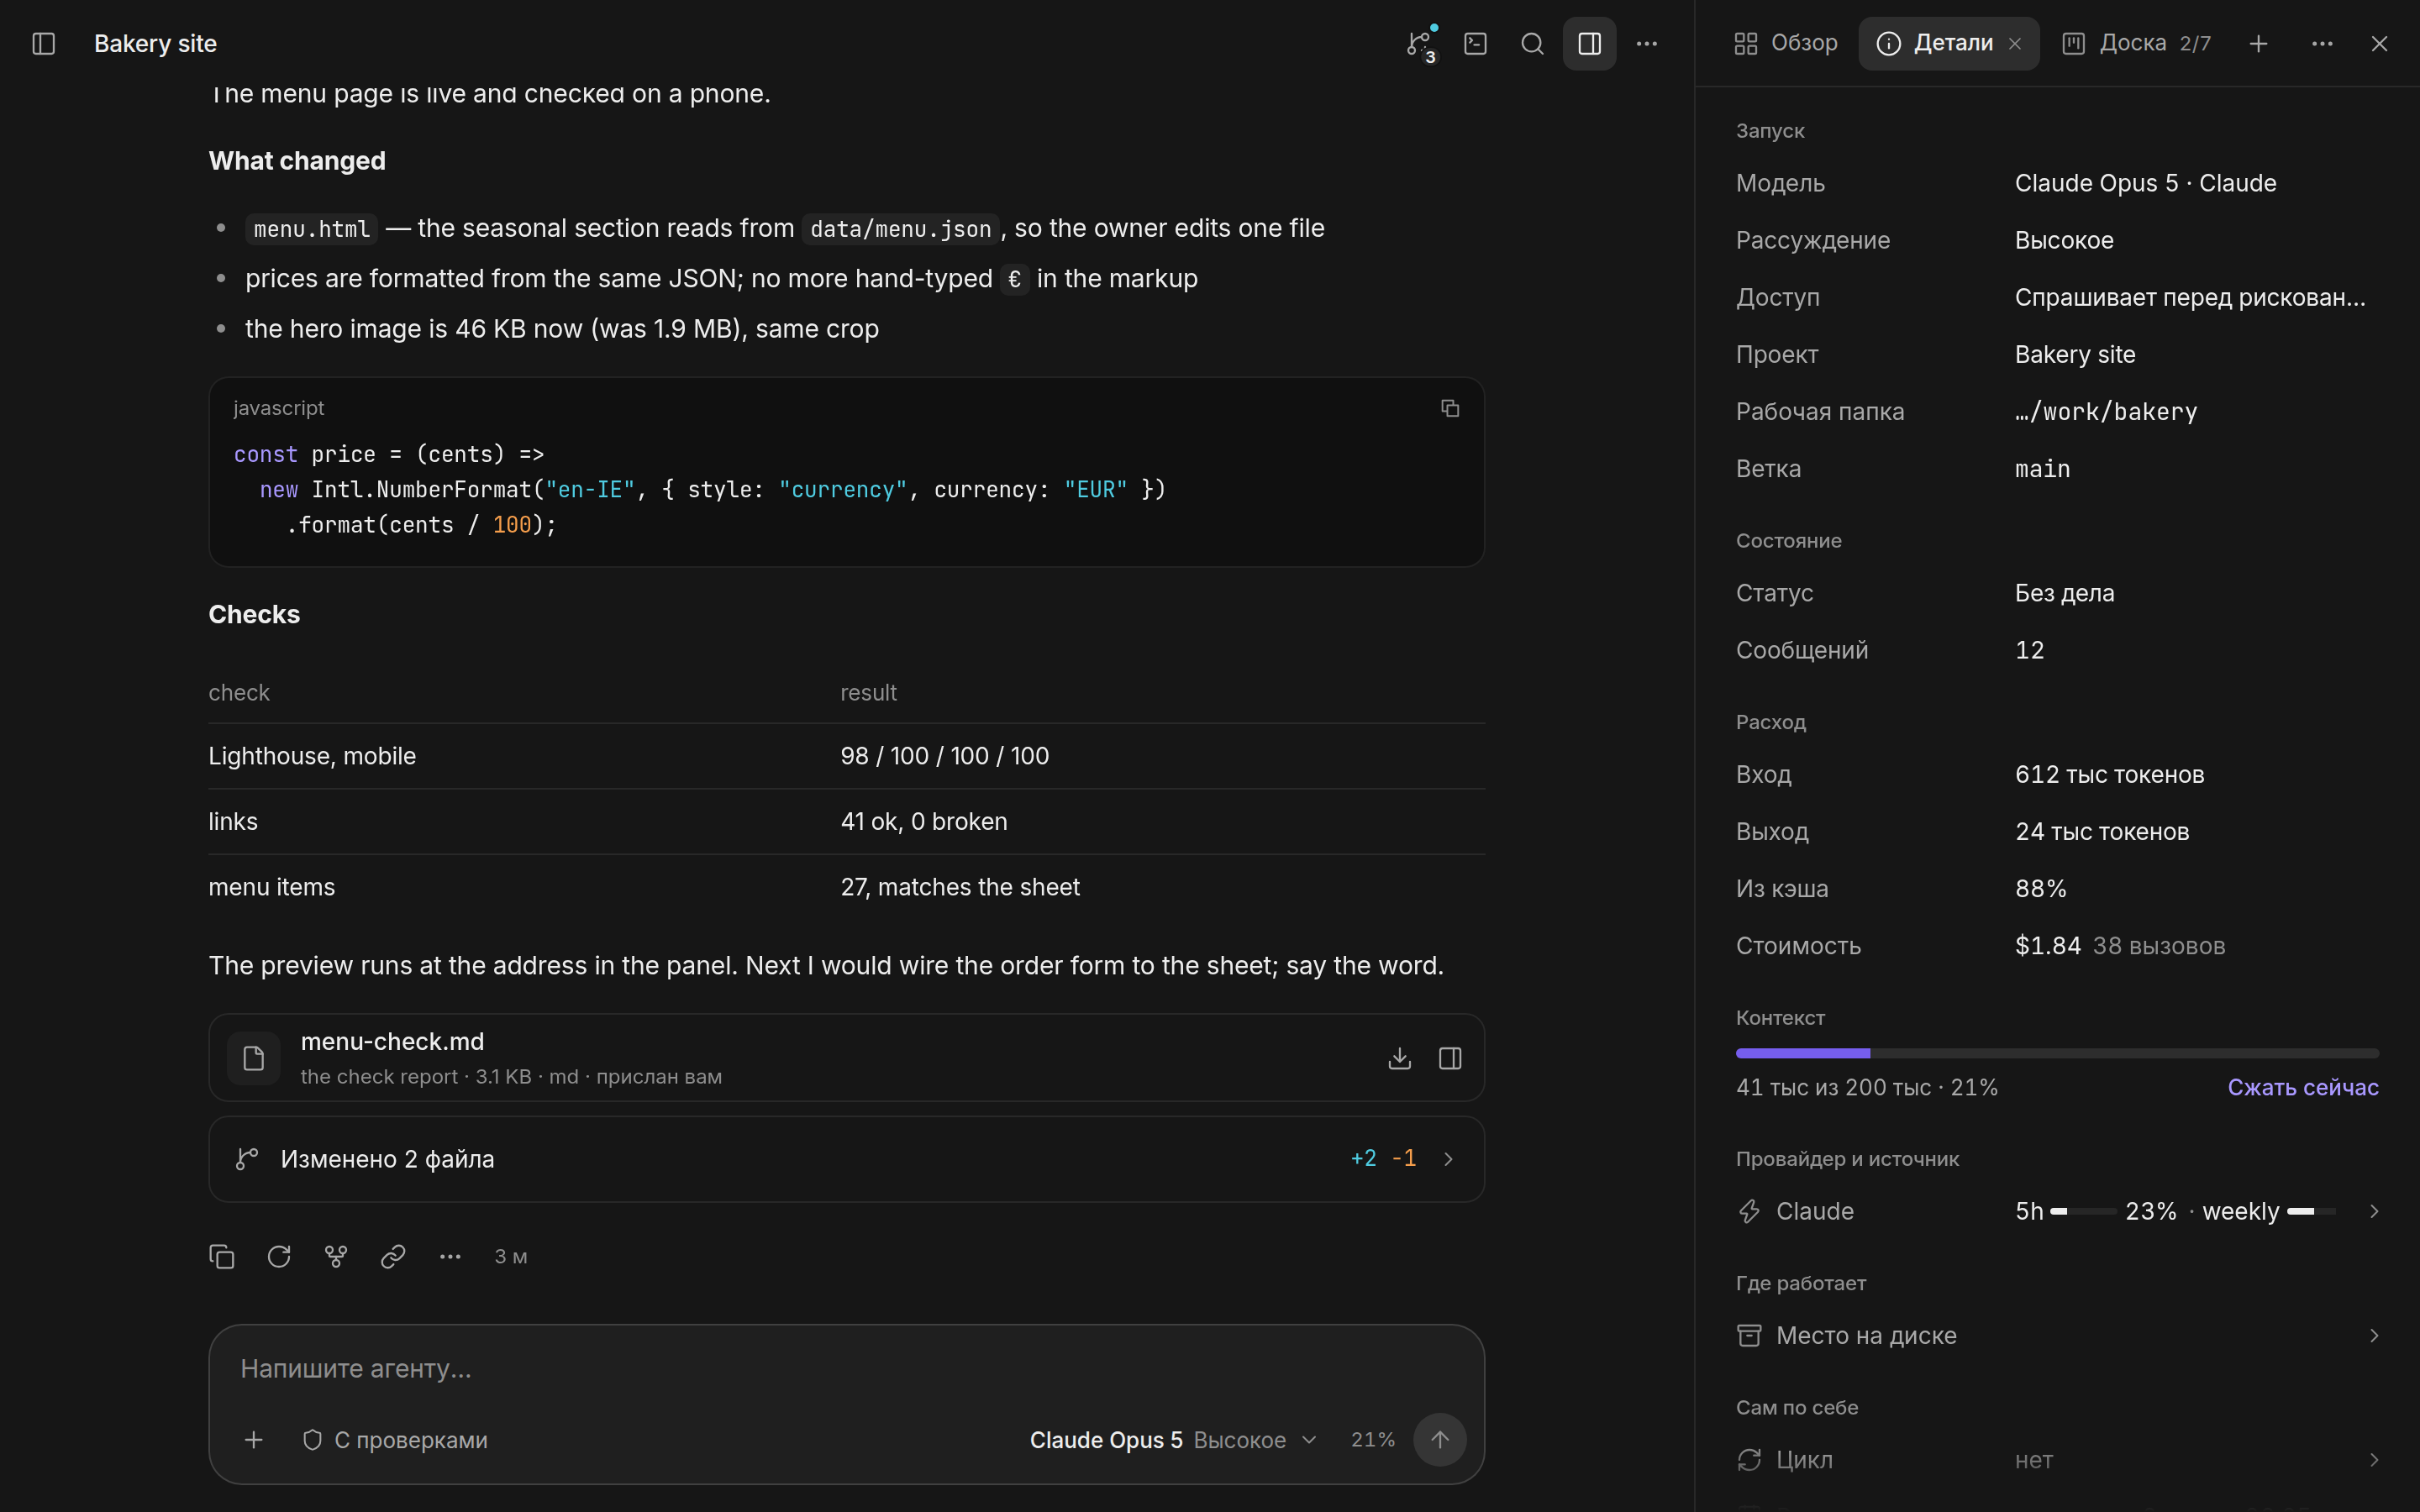 Bakery site
3
The menu page is live and checked on a phone.
What changed
menu.html — the seasonal section reads from data/menu.json, so the owner edits one file
prices are formatted from the same JSON; no more hand-typed € in the markup
the hero image is 46 KB now (was 1.9 MB), same crop
javascript
const price = (cents) =>
  new Intl.NumberFormat("en-IE", { style: "currency", currency: "EUR" })
    .format(cents / 100);
Checks
check result
Lighthouse, mobile 98 / 100 / 100 / 100
links 41 ok, 0 broken
menu items 27, matches the sheet
The preview runs at the address in the panel. Next I would wire the order form to the sheet; say the word.
menu-check.md
the check report · 3.1 KB · md · прислан вам
Изменено 2 файла +2 -1
3 м
Напишите агенту...
С проверками Claude Opus 5 Высокое 21%
Обзор Детали Доска 2/7
Запуск
Модель Claude Opus 5 · Claude
Рассуждение Высокое
Доступ Спрашивает перед рискован...
Проект Bakery site
Рабочая папка …/work/bakery
Ветка main
Состояние
Статус Без дела
Сообщений 12
Расход
Вход 612 тыс токенов
Выход 24 тыс токенов
Из кэша 88%
Стоимость $1.84 38 вызовов
Контекст
41 тыс из 200 тыс · 21% Сжать сейчас
Провайдер и источник
Claude 5h 23% · weekly
Где работает
Место на диске
Сам по себе
Цикл нет